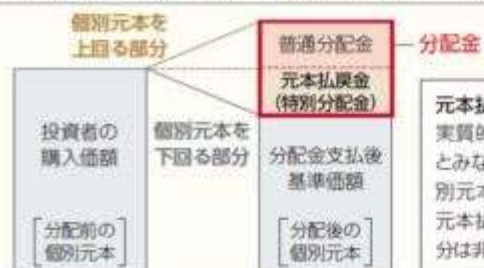 個別元本を
上回る部分
普通分配金
分配金
元本払戻金
(特別分配金)
投資者の
購入価額
個別元本を
下回る部分
分配金支払後
基準価額
分配前の
個別元本
分配後の
個別元本
元本払
実質的
とみな
別元本
元本払
分は非